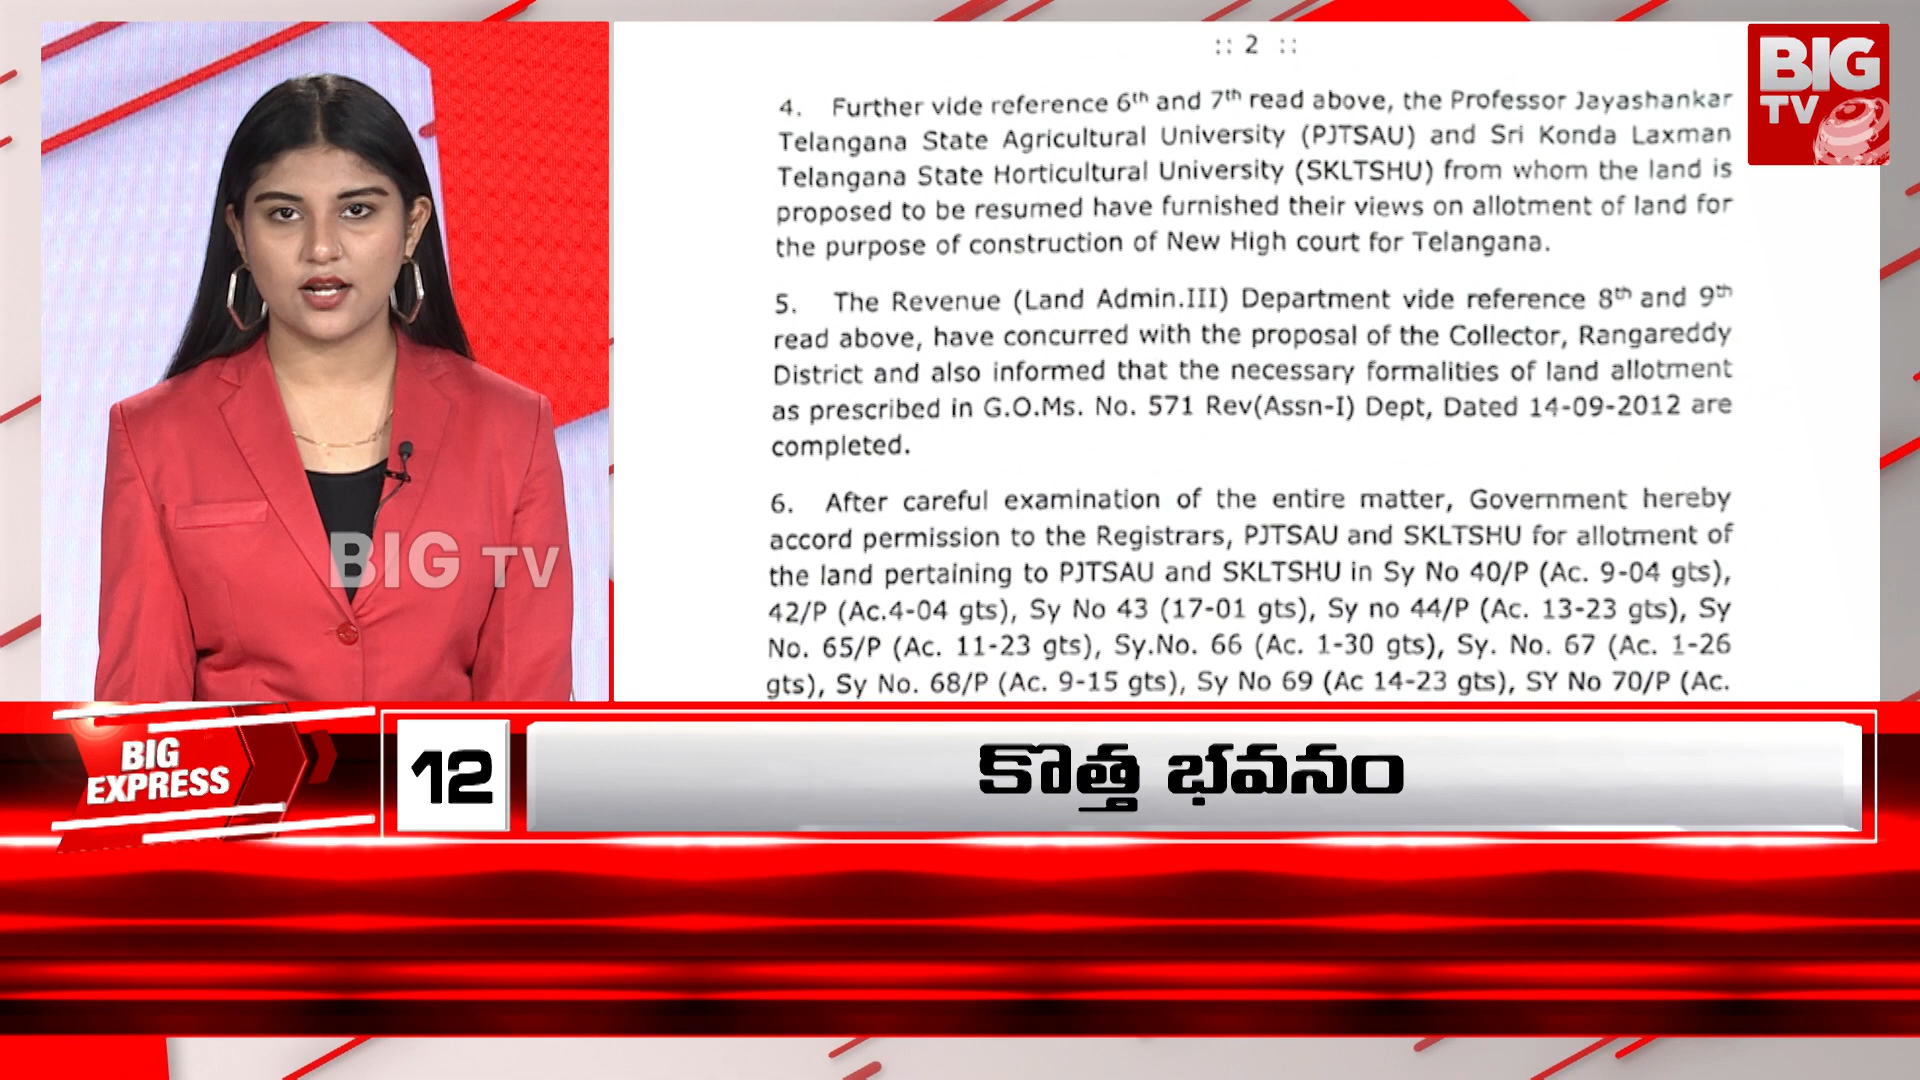 :: 2 ::
4. Further vide reference 6th and 7th read above, the Professor Jayashankar
Telangana State Agricultural University (PJTSAU) and Sri Konda Laxman
Telangana State Horticultural University (SKLTSHU) from whom the land is
proposed to be resumed have furnished their views on allotment of land for
the purpose of construction of New High court for Telangana.
5. The Revenue (Land Admin.III) Department vide reference 8th and 9th
read above, have concurred with the proposal of the Collector, Rangareddy
District and also informed that the necessary formalities of land allotment
as prescribed in G.O.Ms. No. 571 Rev(Assn-I) Dept, Dated 14-09-2012 are
completed.
6. After careful examination of the entire matter, Government hereby
accord permission to the Registrars, PJTSAU and SKLTSHU for allotment of
the land pertaining to PJTSAU and SKLTSHU in Sy No 40/P (Ac. 9-04 gts),
42/P (Ac.4-04 gts), Sy No 43 (17-01 gts), Sy no 44/P (Ac. 13-23 gts), Sy
No. 65/P (Ac. 11-23 gts), Sy.No. 66 (Ac. 1-30 gts), Sy. No. 67 (Ac. 1-26
gts), Sy No. 68/P (Ac. 9-15 gts), Sy No 69 (Ac 14-23 gts), SY No 70/P (Ac.
BIG
TV
BIG TV
BIG
EXPRESS
12
కొత్త భవనం